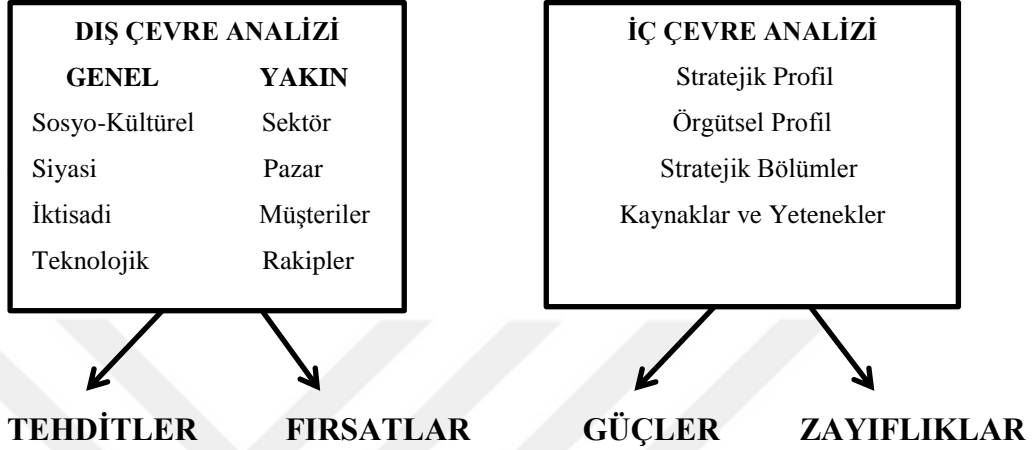 DIŞ ÇEVRE ANALİZİ
GENEL YAKIN
Sosyo-Kültürel Sektör
Siyasi Pazar
İktisadi Müşteriler
Teknolojik Rakipler
İÇ ÇEVRE ANALİZİ
Stratejik Profil
Örgütsel Profil
Stratejik Bölümler
Kaynaklar ve Yetenekler
TEHDİTLER FIRSATLAR GÜÇLER ZAYIFLIKLAR